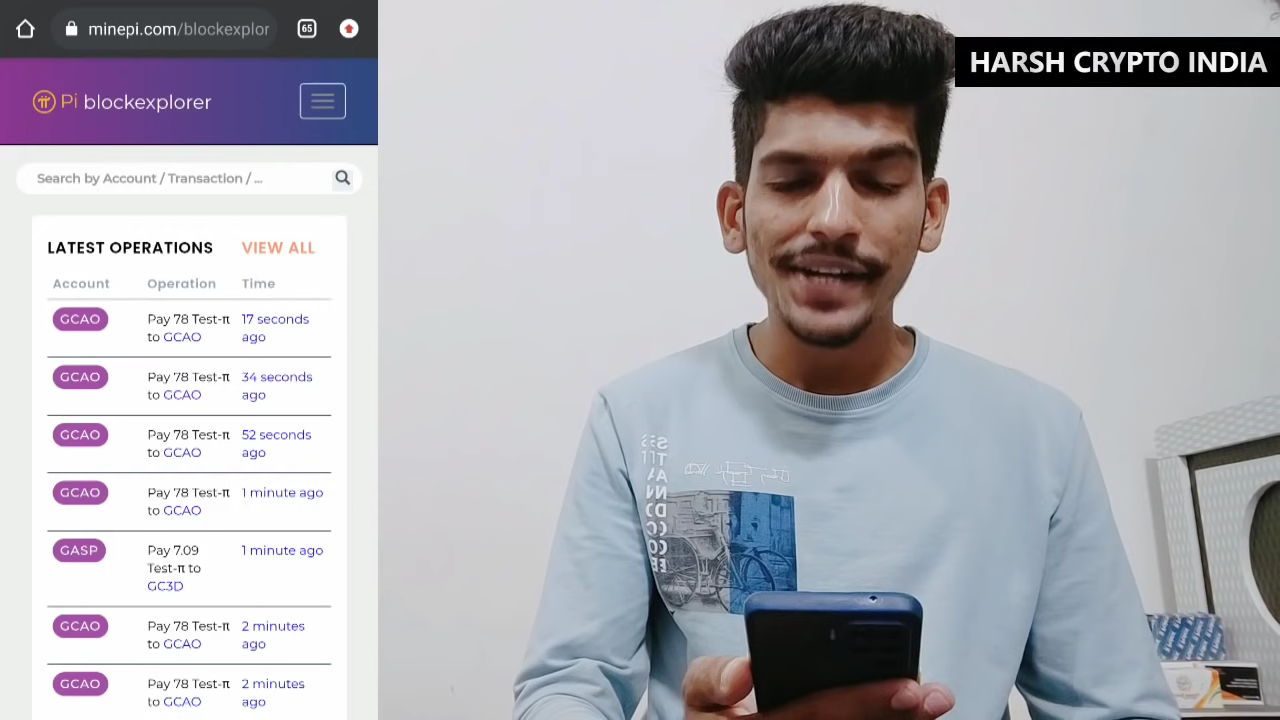 minepi.com/blockexplor
65
Pi blockexplorer
Search by Account / Transaction / ...
LATEST OPERATIONS VIEW ALL
Account Operation Time
GCAO Pay 78 Test-π 17 seconds
to GCAO ago
GCAO Pay 78 Test-π 34 seconds
to GCAO ago
GCAO Pay 78 Test-π 52 seconds
to GCAO ago
GCAO Pay 78 Test-π 1 minute ago
to GCAO
GASP Pay 7.09 1 minute ago
Test-π to
GC3D
GCAO Pay 78 Test-π 2 minutes
to GCAO ago
GCAO Pay 78 Test-π 2 minutes
to GCAO ago
HARSH CRYPTO INDIA